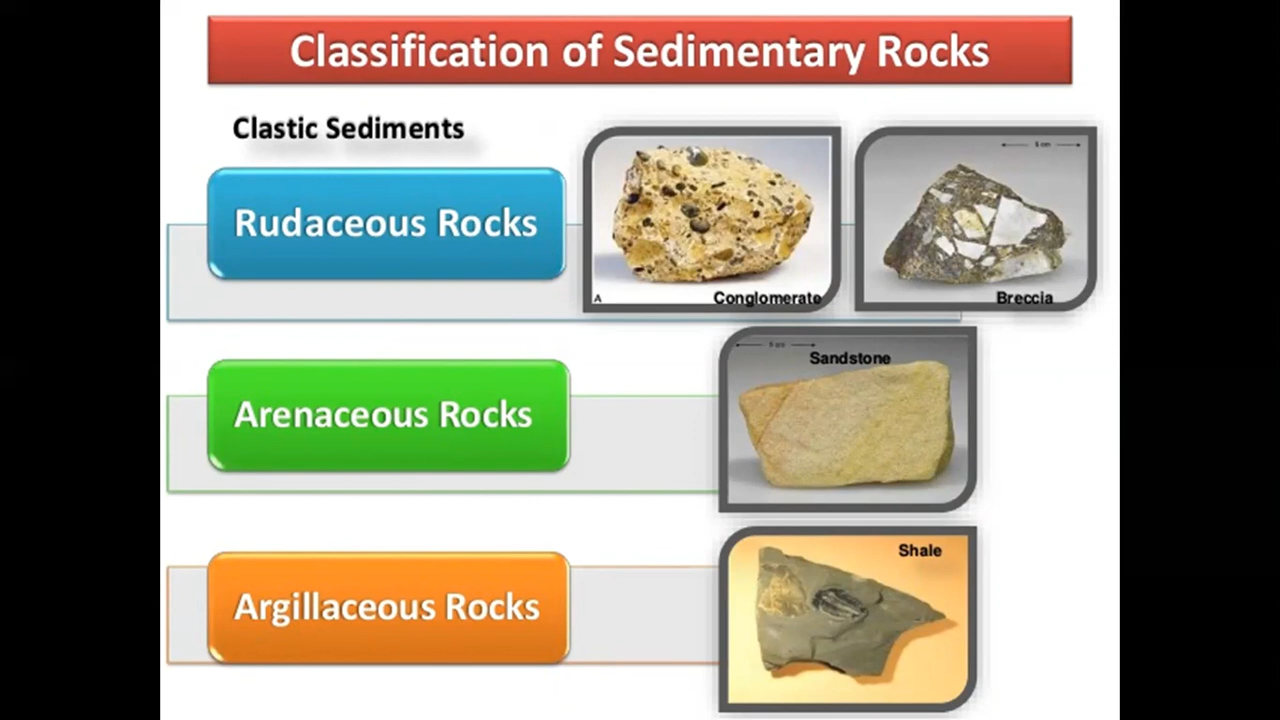 Classification of Sedimentary Rocks
Clastic Sediments
Rudaceous Rocks
A
Conglomerate
Breccia
Arenaceous Rocks
Sandstone
Argillaceous Rocks
Shale